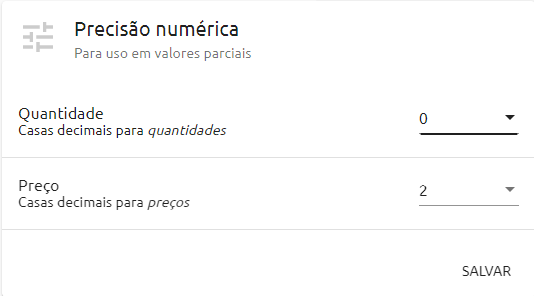 Precisão numérica
Para uso em valores parciais
Quantidade
Casas decimais para quantidades
0
Preço
Casas decimais para preços
2
SALVAR